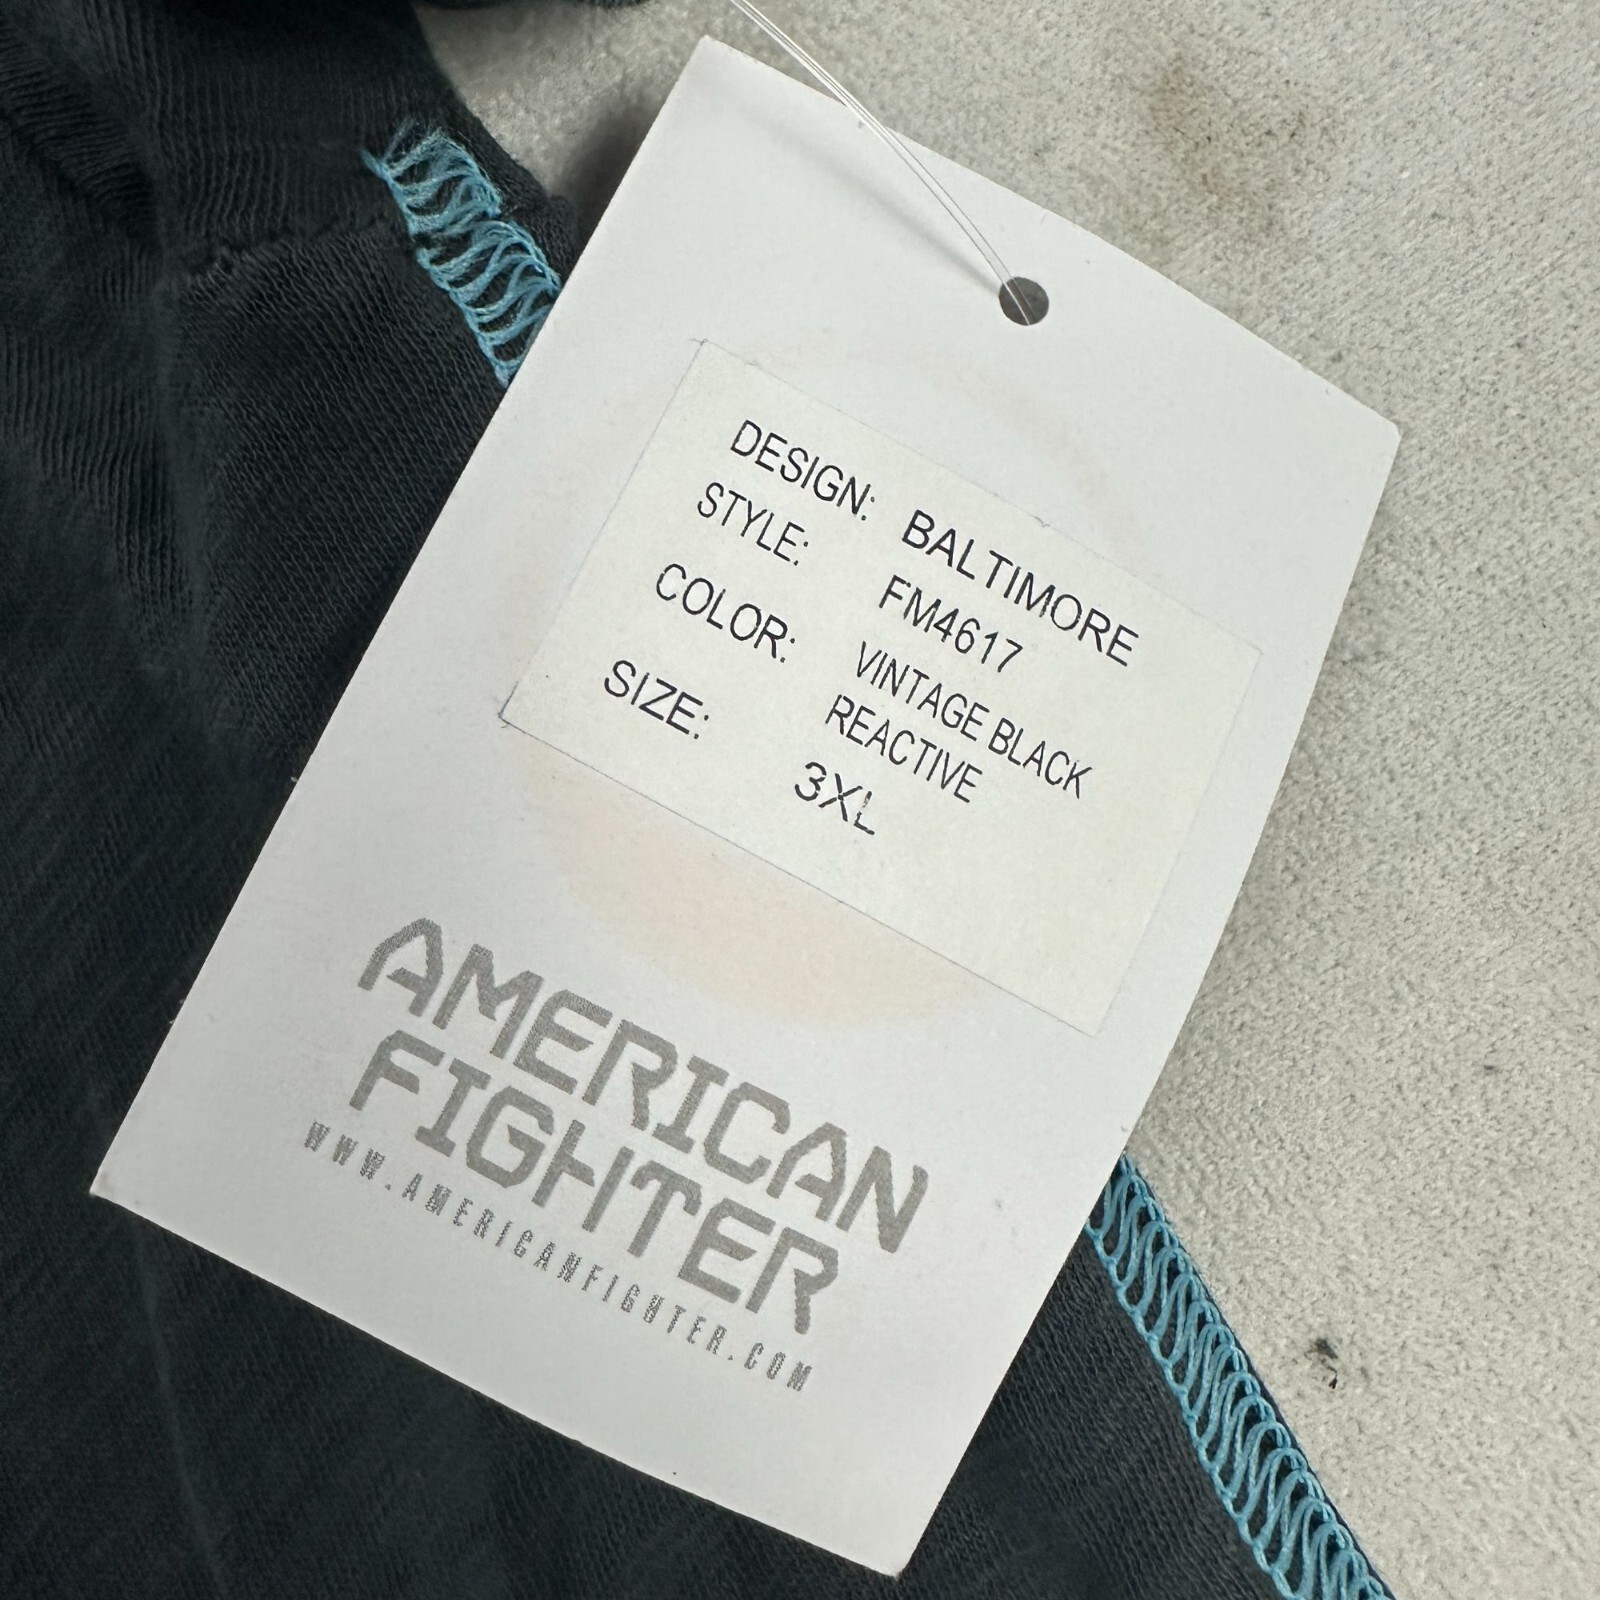 DESIGN: BALTIMORE
STYLE: FM4617
COLOR: VINTAGE BLACK
REACTIVE
SIZE: 3XL
AMERICAN
FIGHTER
WWW.AMERICANFIGHTER.COM